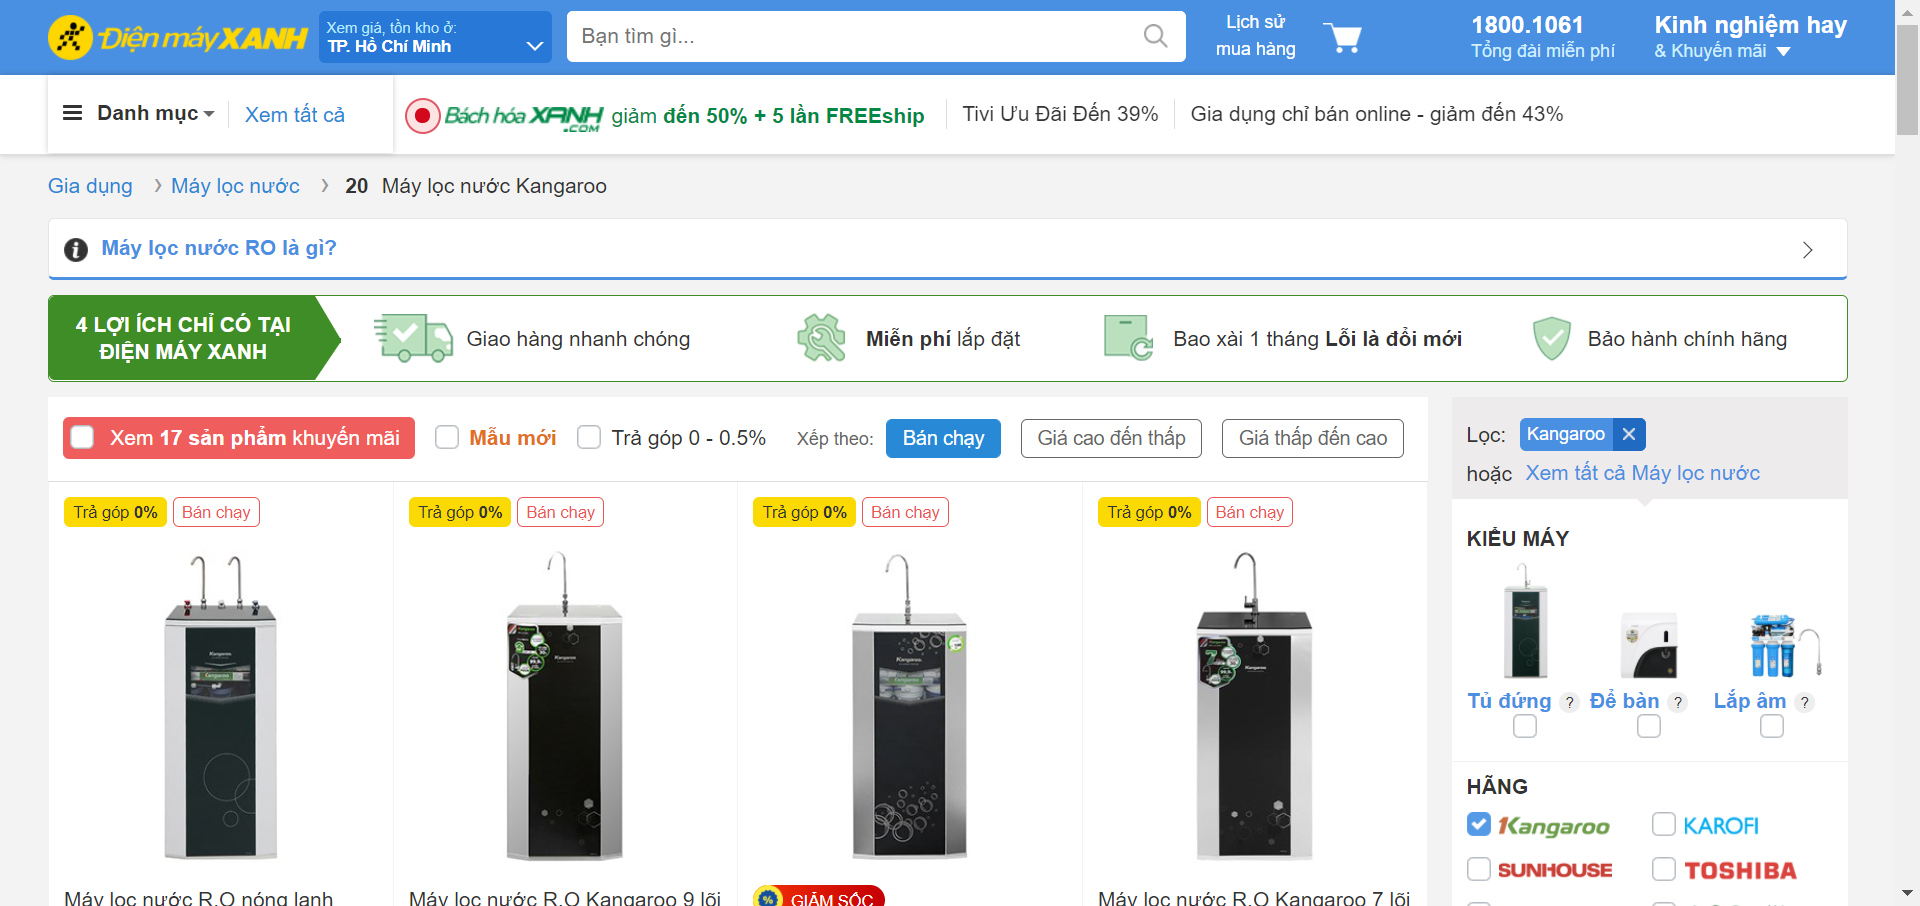 Điện máy XANH
Xem giá, tồn kho ở:
TP. Hồ Chí Minh
Bạn tìm gì...
Lịch sử
mua hàng
1800.1061
Tổng đài miễn phí
Kinh nghiệm hay
& Khuyến mãi
Danh mục
Xem tất cả
Bách hóa XANH .COM giảm đến 50% + 5 lần FREEship
Tivi Ưu Đãi Đến 39%
Gia dụng chỉ bán online - giảm đến 43%
Gia dụng › Máy lọc nước › 20 Máy lọc nước Kangaroo
Máy lọc nước RO là gì?
4 LỢI ÍCH CHỈ CÓ TẠI
ĐIỆN MÁY XANH
Giao hàng nhanh chóng
Miễn phí lắp đặt
Bao xài 1 tháng Lỗi là đổi mới
Bảo hành chính hãng
Xem 17 sản phẩm khuyến mãi
Mẫu mới
Trả góp 0 - 0.5%
Xếp theo:
Bán chạy
Giá cao đến thấp
Giá thấp đến cao
Lọc: Kangaroo ✕
hoặc Xem tất cả Máy lọc nước
Trả góp 0% Bán chạy
Trả góp 0% Bán chạy
Trả góp 0% Bán chạy
Trả góp 0% Bán chạy
Kangaroo
Kangaroo
Kangaroo
Kangaroo
KIỂU MÁY
Tủ đứng ?
Để bàn ?
Lắp âm ?
HÃNG
Kangaroo
KAROFI
SUNHOUSE
TOSHIBA
Máy lọc nước R.O nóng lạnh
Máy lọc nước R.O Kangaroo 9 lõi
% GIẢM SỐC
Máy lọc nước R.O Kangaroo 7 lõi